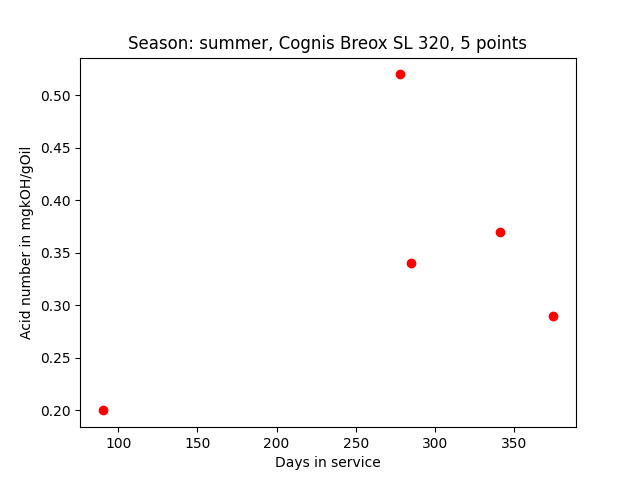 Season: summer, Cognis Breox SL 320, 5 points
Acid number in mgkOH/gOil
0.50
0.45
0.40
0.35
0.30
0.25
0.20
100 150 200 250 300 350
Days in service